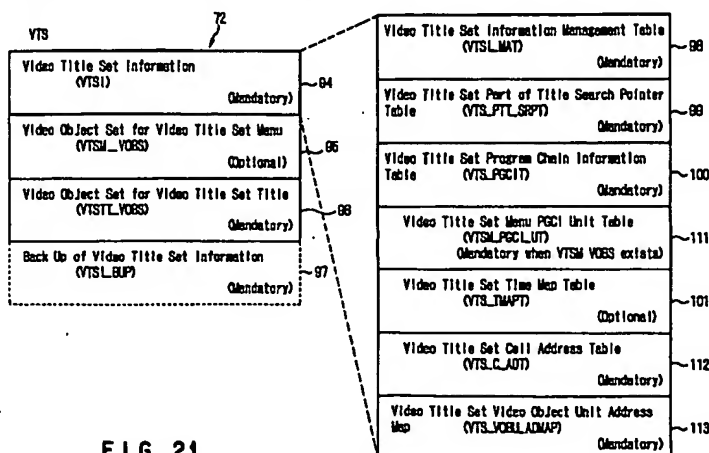 VTS
72
Video Title Set Information
(VTSI)
(Mandatory)
94
Video Object Set for Video Title Set Menu
(VTSM_VOBS)
(Optional)
95
Video Object Set for Video Title Set Title
(VTSTT_VOBS)
(Mandatory)
96
Back Up of Video Title Set Information
(VTSI_BUP)
(Mandatory)
97
Video Title Set Information Management Table
(VTSI_MAT)
(Mandatory)
98
Video Title Set Part of Title Search Pointer
Table (VTS_PTT_SRPT)
(Mandatory)
99
Video Title Set Program Chain Information
Table (VTS_PGCIT)
(Mandatory)
100
Video Title Set Menu PGCI Unit Table
(VTSM_PGCI_UT)
(Mandatory when VTSM VOBS exists)
111
Video Title Set Time Map Table
(VTS_TMAPT)
(Optional)
101
Video Title Set Cell Address Table
(VTS_C_ADT)
(Mandatory)
112
Video Title Set Video Object Unit Address
Map (VTS_VOBU_ADMAP)
(Mandatory)
113
FIG. 21